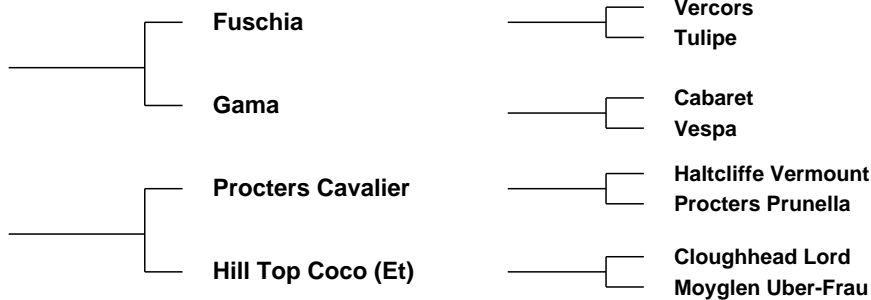 Fuschia
Vercors
Tulipe
Gama
Cabaret
Vespa
Procters Cavalier
Haltcliffe Vermount
Procters Prunella
Hill Top Coco (Et)
Cloughhead Lord
Moyglen Uber-Frau